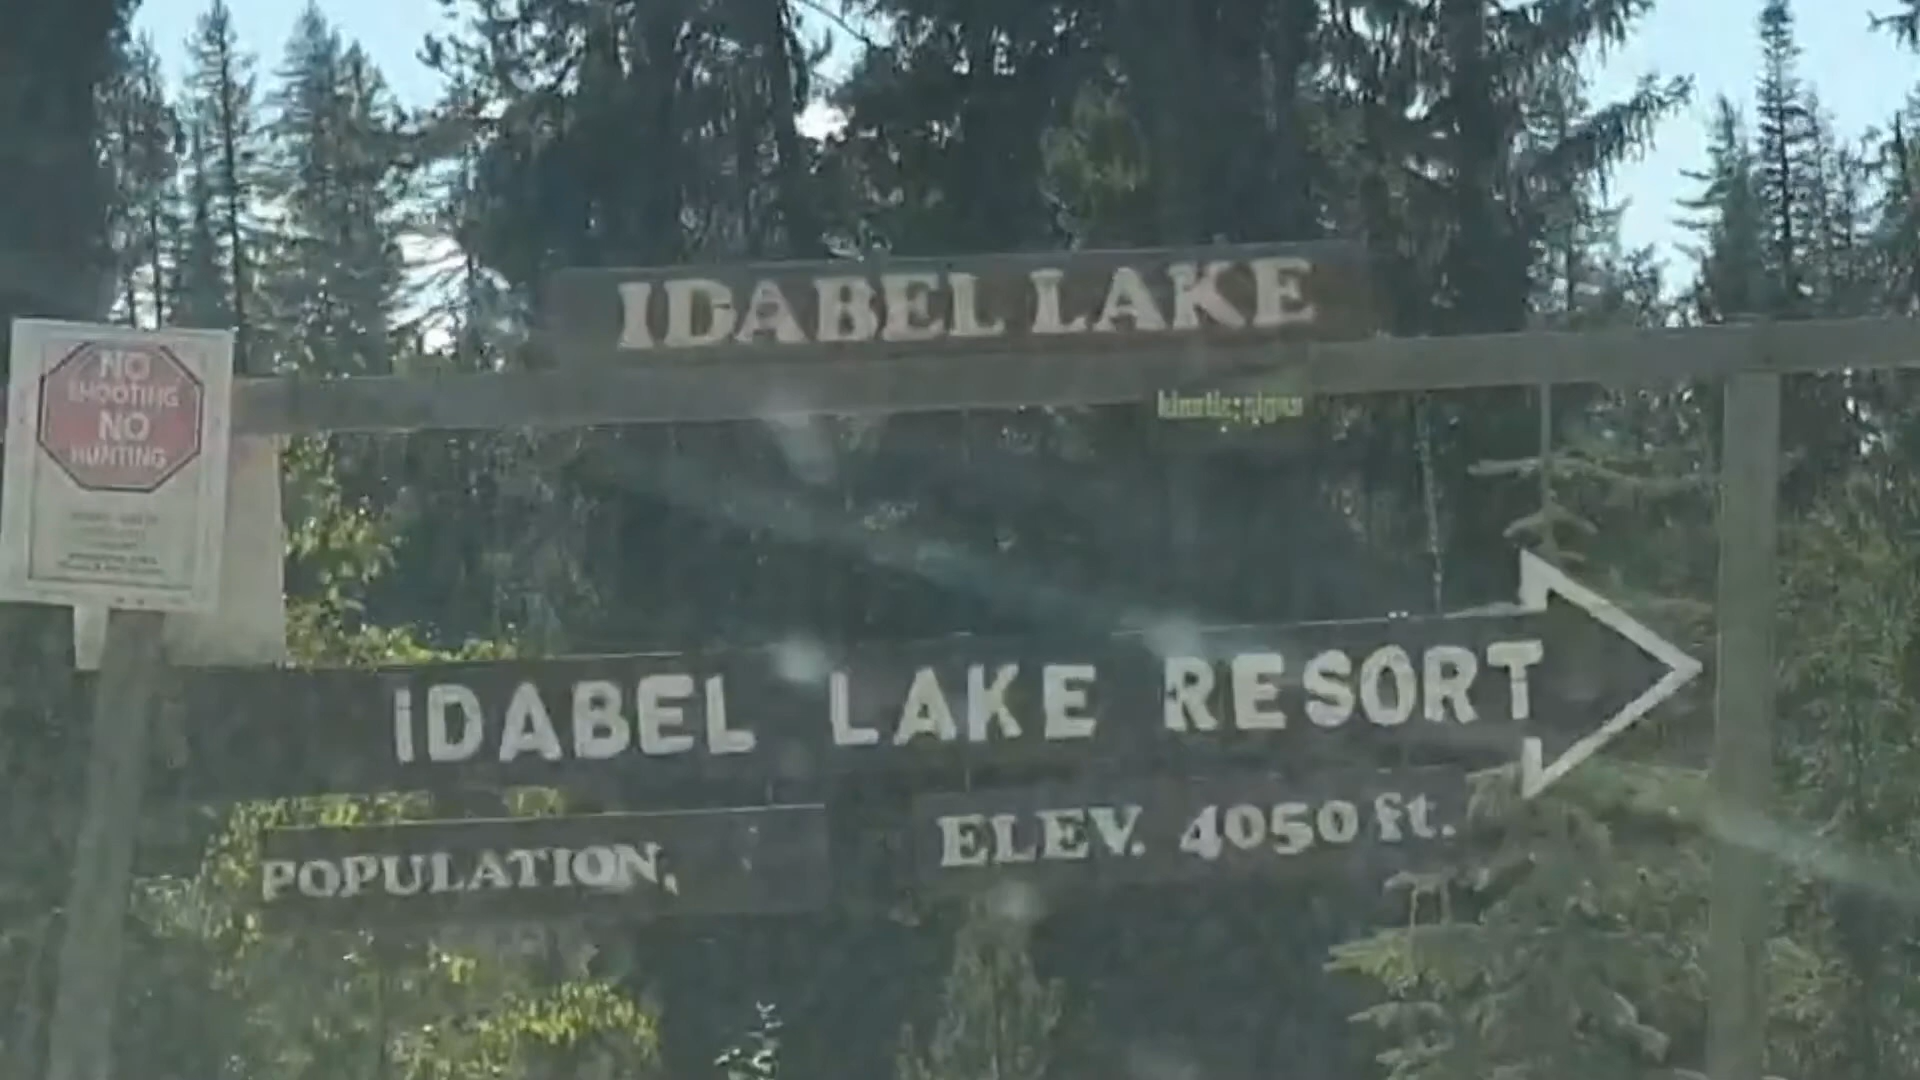 IDABEL LAKE
NO
SHOOTING
NO
HUNTING
IDABEL LAKE RESORT
POPULATION,
ELEV. 4050 ft.